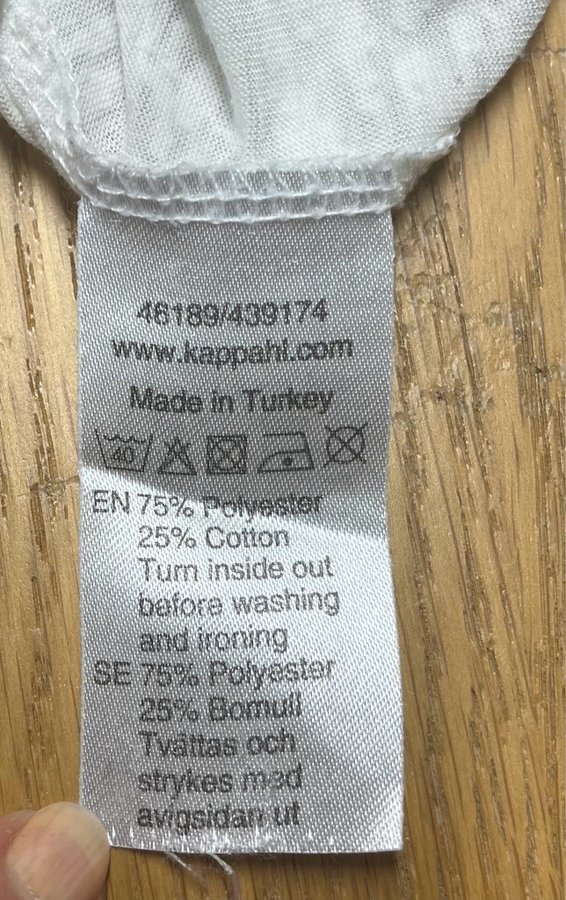 46189/439174
www.kappahl.com
Made in Turkey
40
EN 75% Polyester
25% Cotton
Turn inside out
before washing
and ironing
SE 75% Polyester
25% Bomull
Tvättas och
strykes med
avigsidan ut